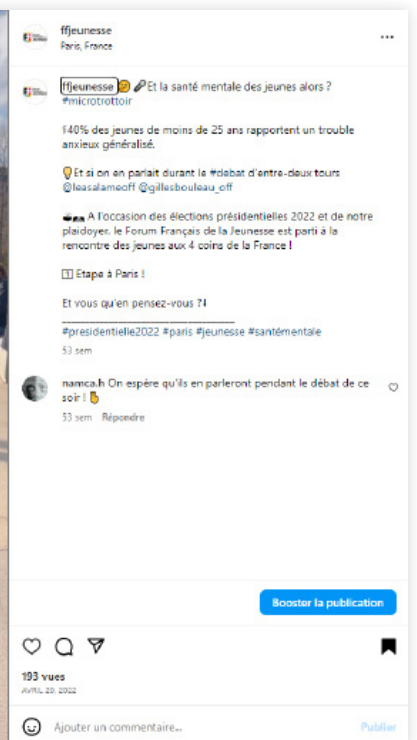 ffjeunesse
Paris, France
ffjeunesse 🤔 🎤Et la santé mentale des jeunes alors ?
#microtrottoir
❗40% des jeunes de moins de 25 ans rapportent un trouble
anxieux généralisé.
💡Et si on en parlait durant le #debat d'entre-deux tours
@leasalameoff @gillesbouleau_off
A l'occasion des élections présidentielles 2022 et de notre
plaidoyer, le Forum Français de la Jeunesse est parti à la
rencontre des jeunes aux 4 coins de la France !
1️⃣ Etape à Paris !
Et vous qu'en pensez-vous ?
#presidentielle2022 #paris #jeunesse #santémentale
53 sem
namca.h On espère qu'ils en parleront pendant le débat de ce
soir !
53 sem Répondre
Booster la publication
193 vues
AVRIL 20, 2022
Ajouter un commentaire...
Publier